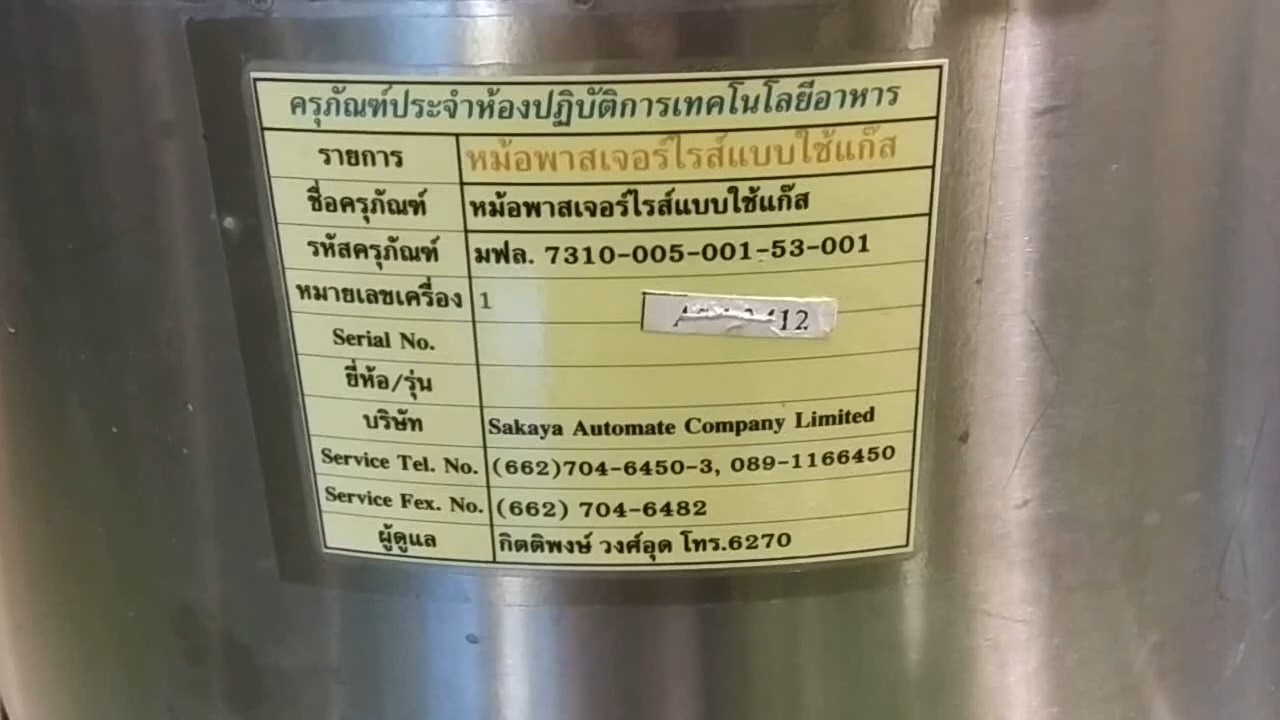 ครุภัณฑ์ประจำห้องปฏิบัติการเทคโนโลยีอาหาร
รายการ หม้อพาสเจอร์ไรส์แบบใช้แก๊ส
ชื่อครุภัณฑ์ หม้อพาสเจอร์ไรส์แบบใช้แก๊ส
รหัสครุภัณฑ์ มฟล. 7310-005-001-53-001
หมายเลขเครื่อง 1
Serial No.
ยี่ห้อ/รุ่น
บริษัท Sakaya Automate Company Limited
Service Tel. No. (662)704-6450-3, 089-1166450
Service Fex. No. (662) 704-6482
ผู้ดูแล กิตติพงษ์ วงศ์อุด โทร.6270